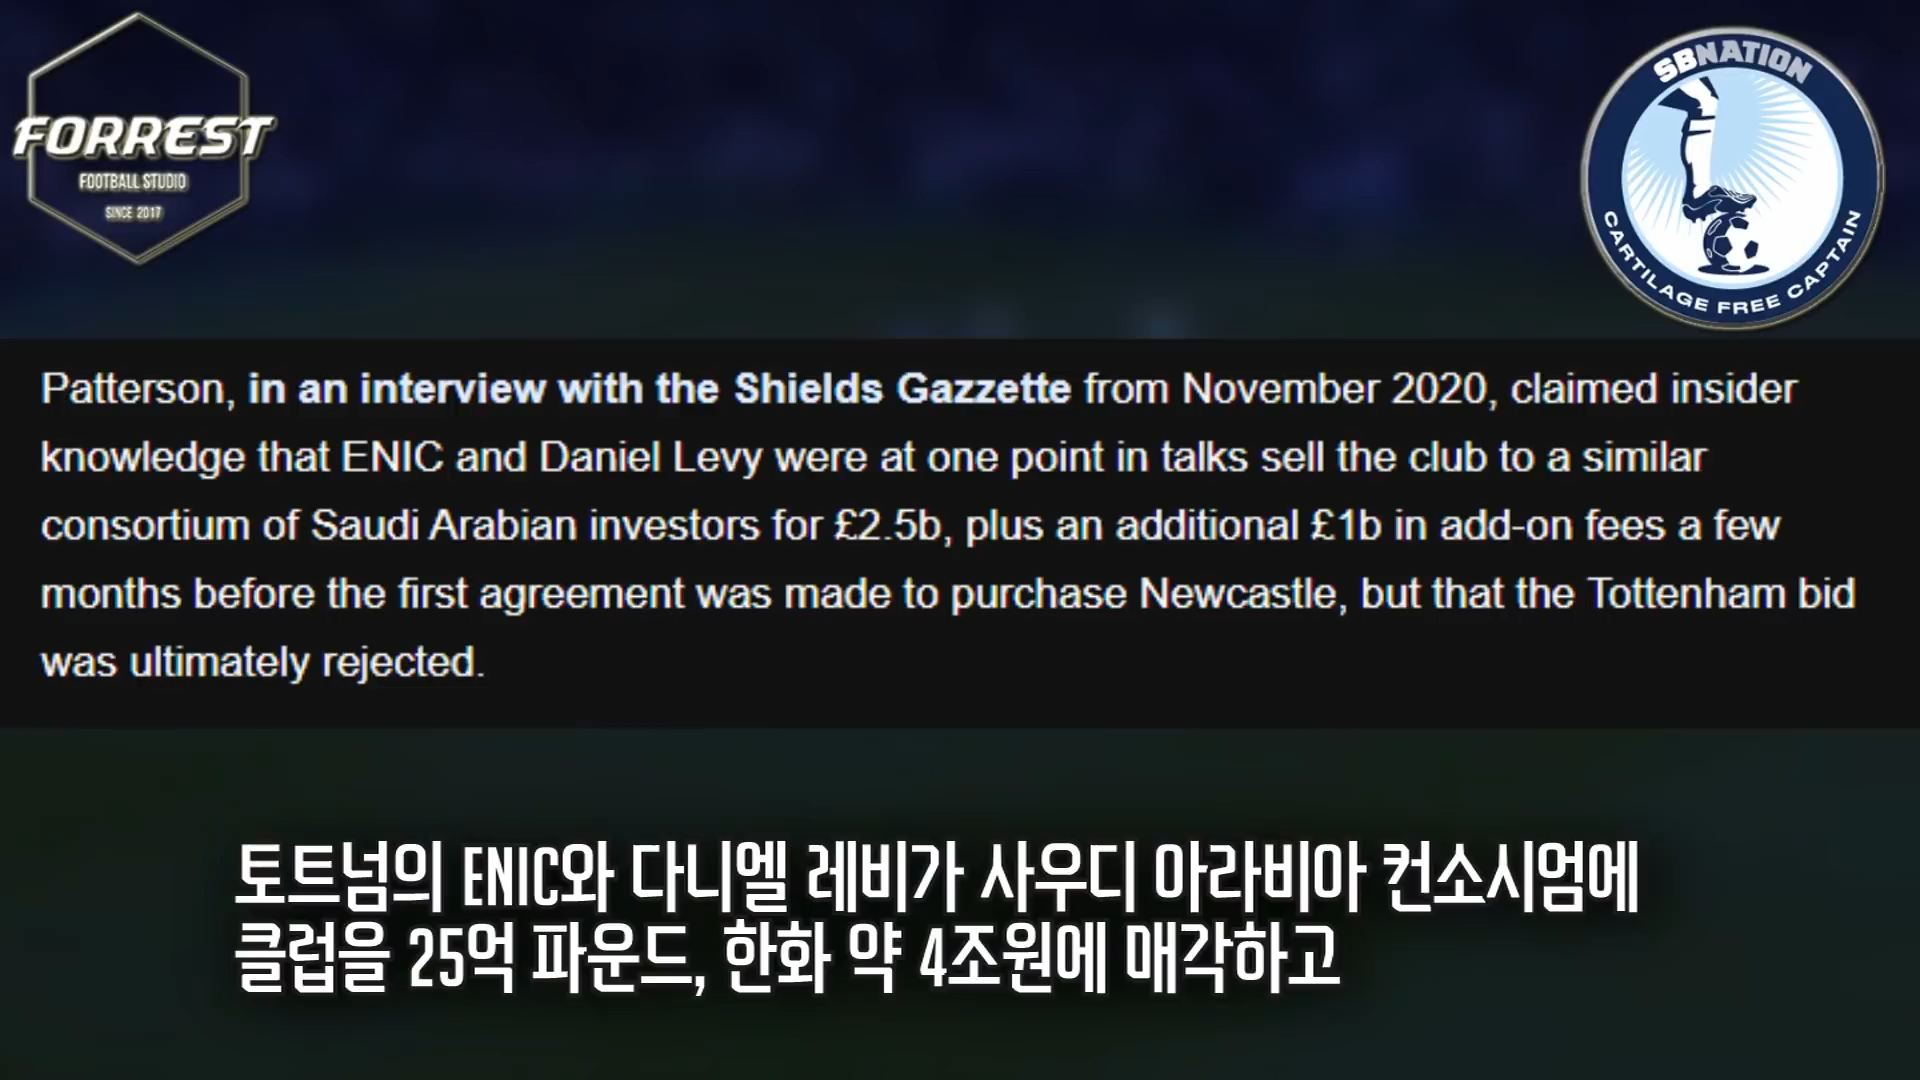 FORREST
FOOTBALL STUDIO
SINCE 2017
SBNATION
CARTILAGE FREE CAPTAIN
Patterson, in an interview with the Shields Gazzette from November 2020, claimed insider
knowledge that ENIC and Daniel Levy were at one point in talks sell the club to a similar
consortium of Saudi Arabian investors for £2.5b, plus an additional £1b in add-on fees a few
months before the first agreement was made to purchase Newcastle, but that the Tottenham bid
was ultimately rejected.
토트넘의 ENIC와 다니엘 레비가 사우디 아라비아 컨소시엄에
클럽을 25억 파운드, 한화 약 4조원에 매각하고